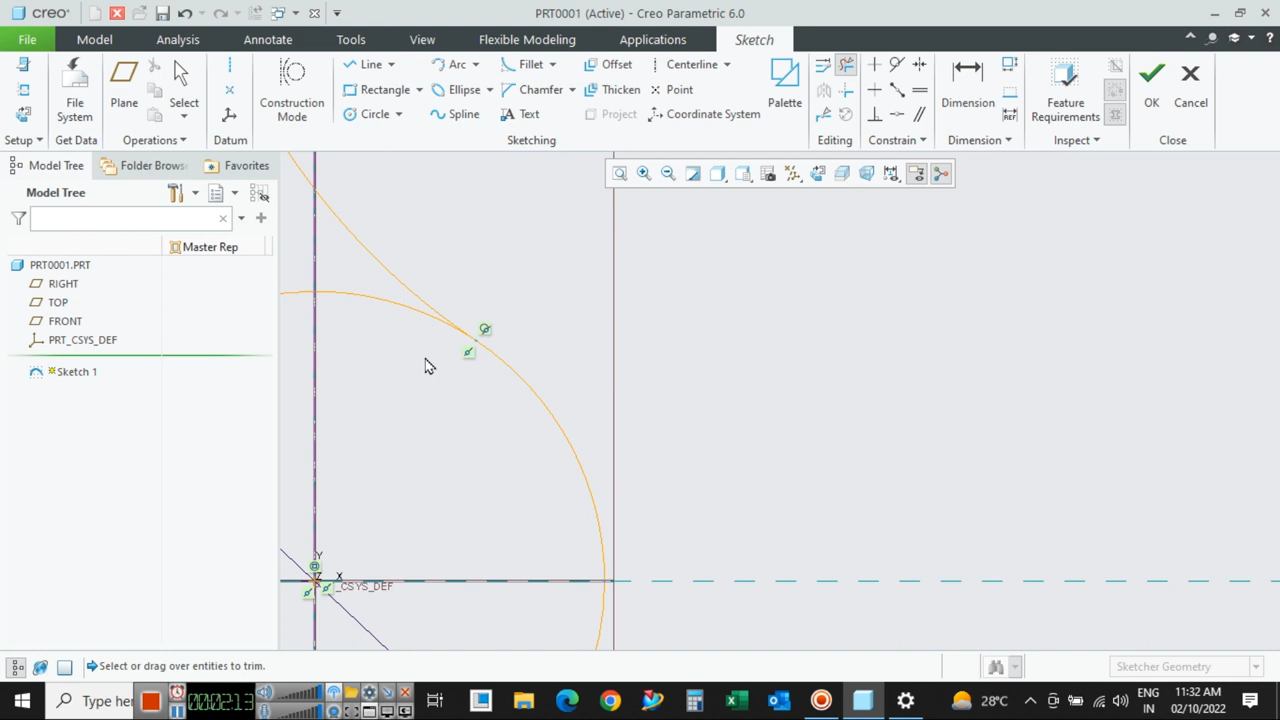 creo® PRT0001 (Active) - Creo Parametric 6.0
File Model Analysis Annotate Tools View Flexible Modeling Applications Sketch
Line Arc Fillet Offset Centerline
Rectangle Ellipse Chamfer Thicken Point
Circle Spline Text Project Coordinate System
File System
Plane
Select
Construction Mode
Palette
Dimension
Feature Requirements
OK
Cancel
Setup Get Data Operations Datum Sketching Editing Constrain Dimension Inspect Close
Model Tree Folder Brows Favorites
Model Tree
Master Rep
PRT0001.PRT
RIGHT
TOP
FRONT
PRT_CSYS_DEF
Sketch 1
Y
Z X
_CSYS_DEF
Select or drag over entities to trim.
Sketcher Geometry
Type her
00:02:13
28°C
ENG
IN
11:32 AM
02/10/2022